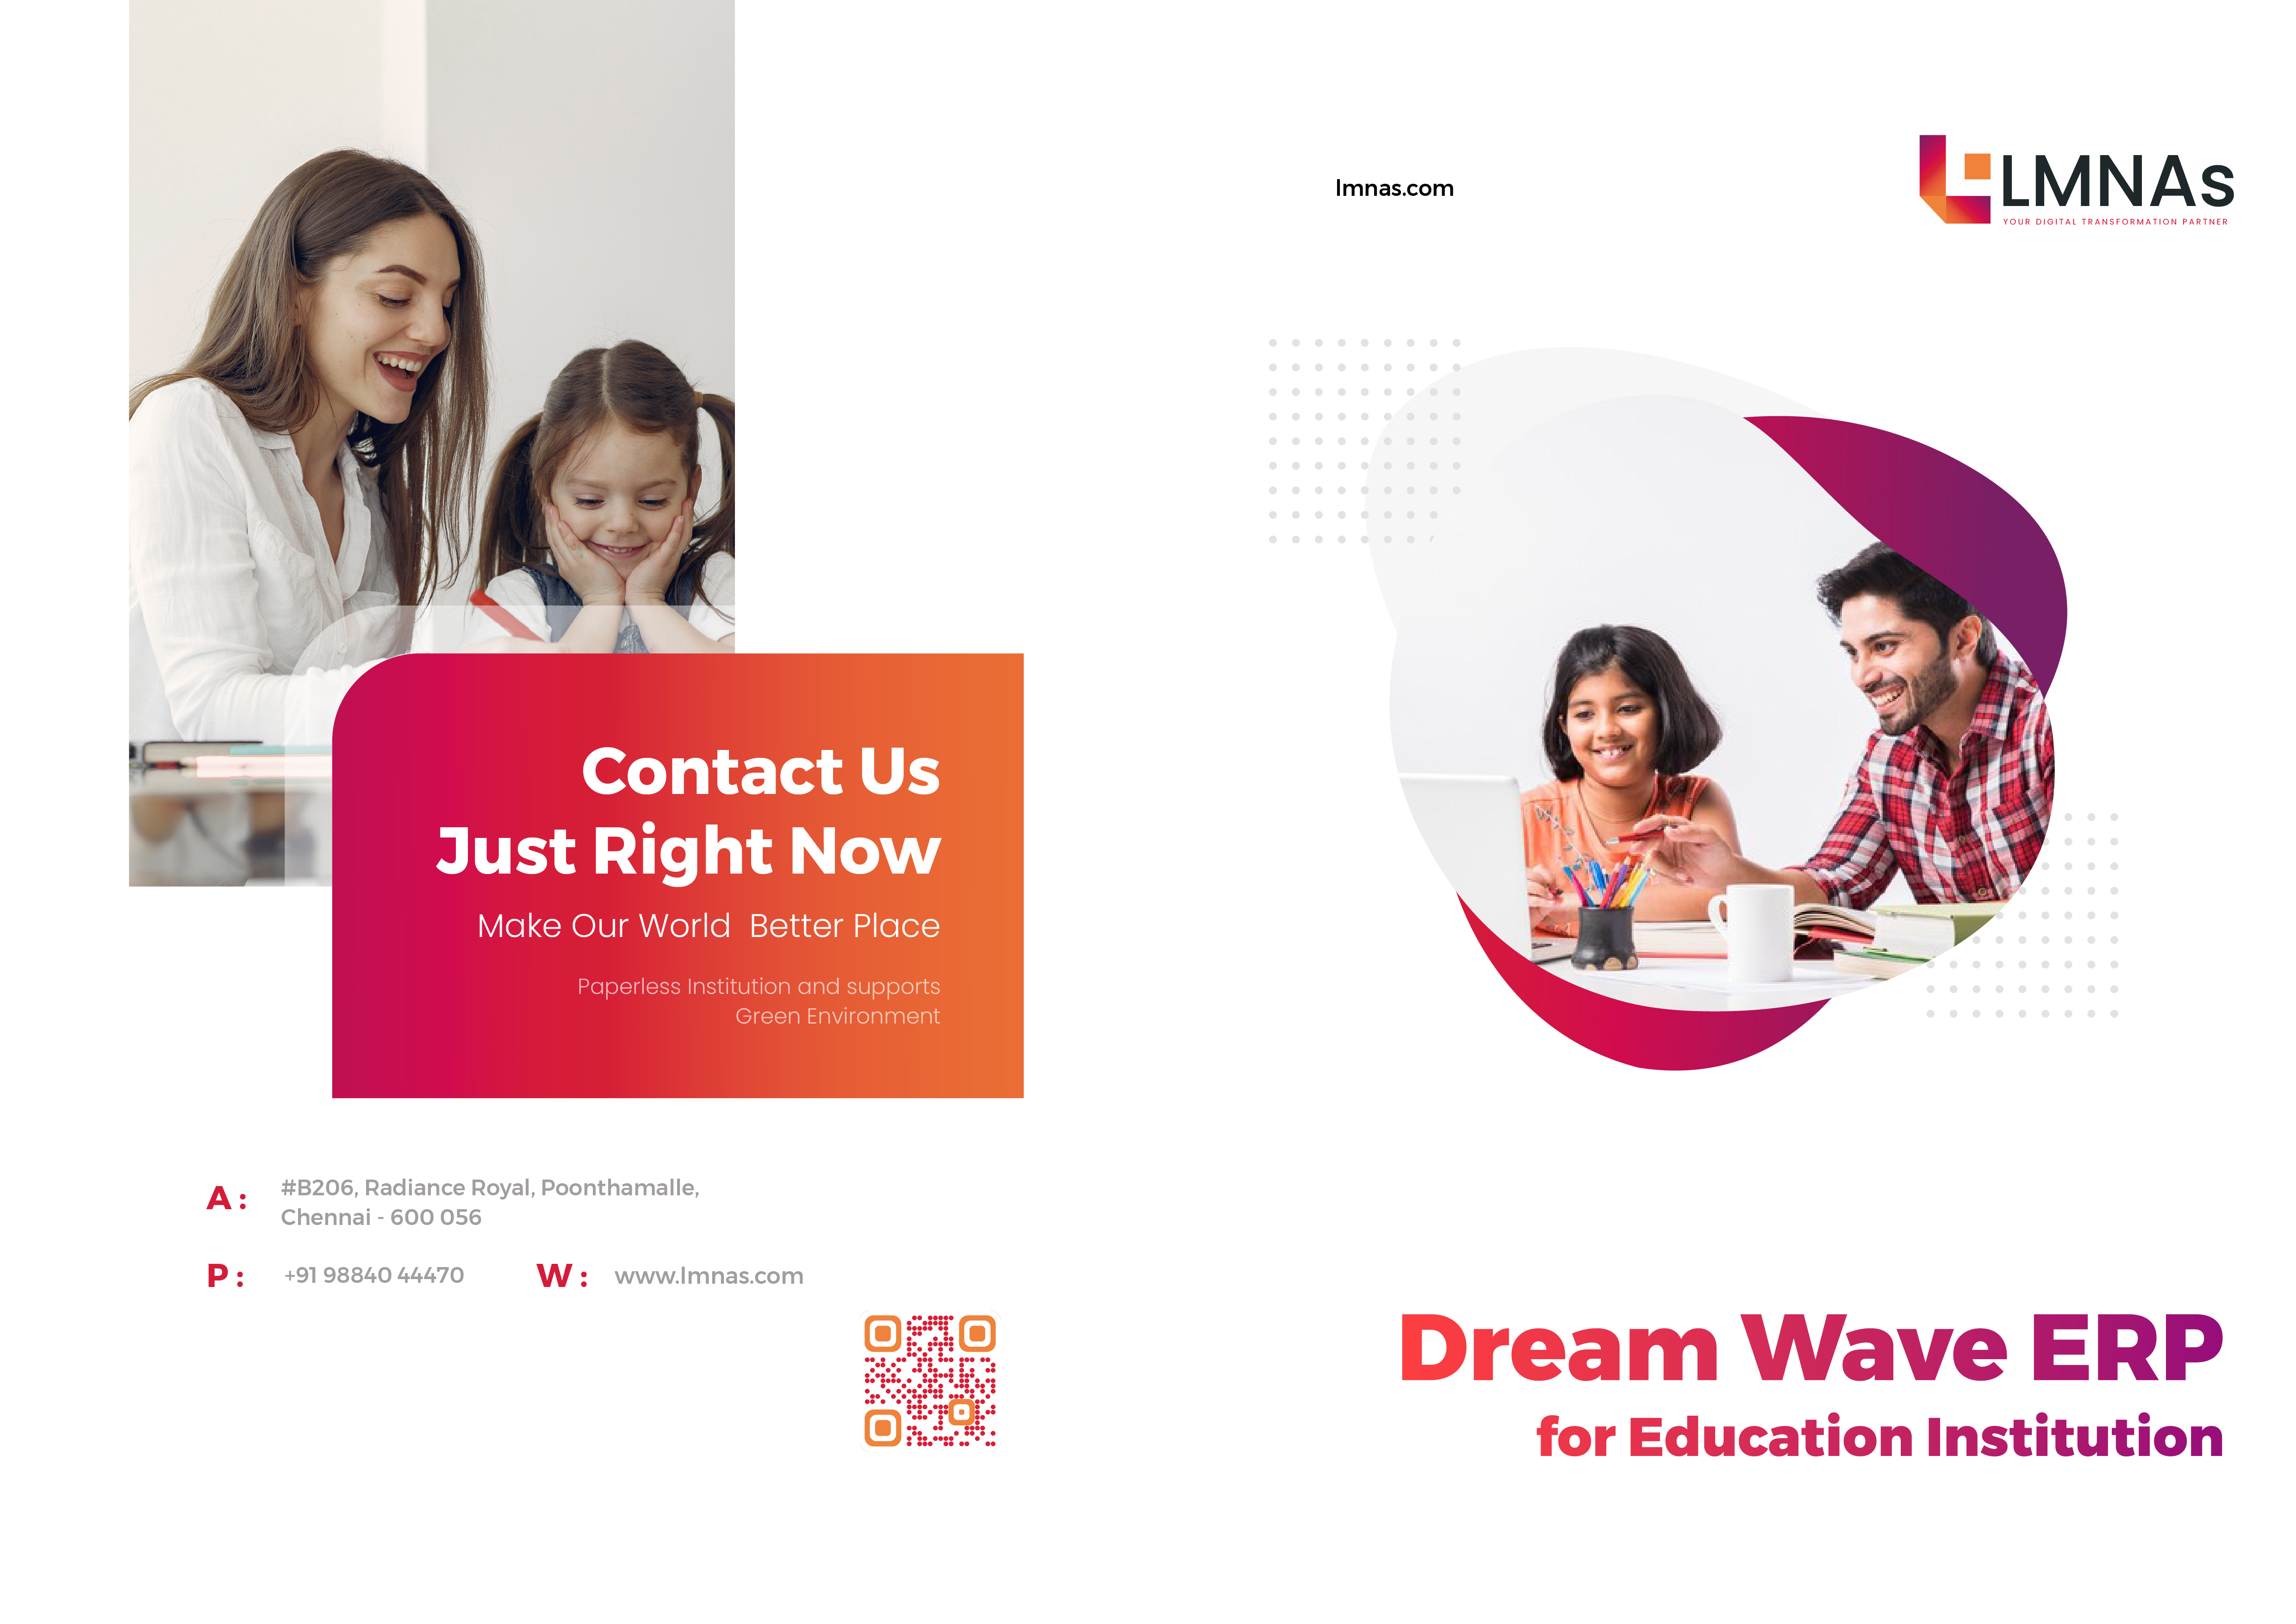 Contact Us
Just Right Now
Make Our World Better Place
Paperless Institution and supports
Green Environment
A :
#B206, Radiance Royal, Poonthamalle,
Chennai - 600 056
P :
+91 98840 44470
W :
www.lmnas.com
lmnas.com
LMNAs
YOUR DIGITAL TRANSFORMATION PARTNER
Dream Wave ERP
for Education Institution